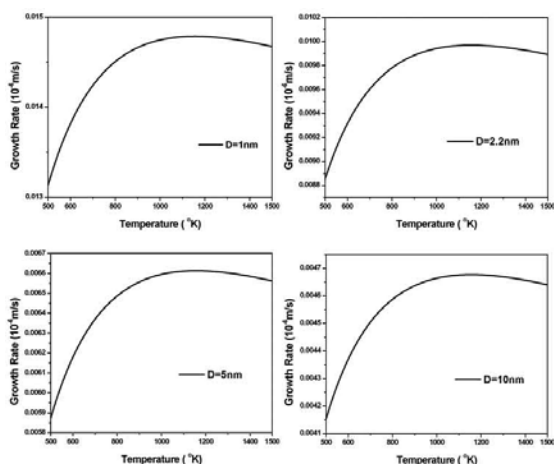 0.015
0.014
0.013
Growth Rate (10⁻⁶m/s)
D=1nm
500 600 800 1000 1200 1400 1500
Temperature ( °K)
0.0102
0.0100
0.0098
0.0096
0.0094
0.0092
0.0090
0.0088
Growth Rate (10⁻⁶m/s)
D=2.2nm
500 600 800 1000 1200 1400 1500
Temperature ( °K)
0.0067
0.0066
0.0065
0.0064
0.0063
0.0062
0.0061
0.0060
0.0059
0.0058
Growth Rate (10⁻⁶m/s)
D=5nm
500 600 800 1000 1200 1400 1500
Temperature ( °K)
0.0047
0.0046
0.0045
0.0044
0.0043
0.0042
0.0041
Growth Rate (10⁻⁶m/s)
D=10nm
500 600 800 1000 1200 1400 1500
Temperature ( °K)